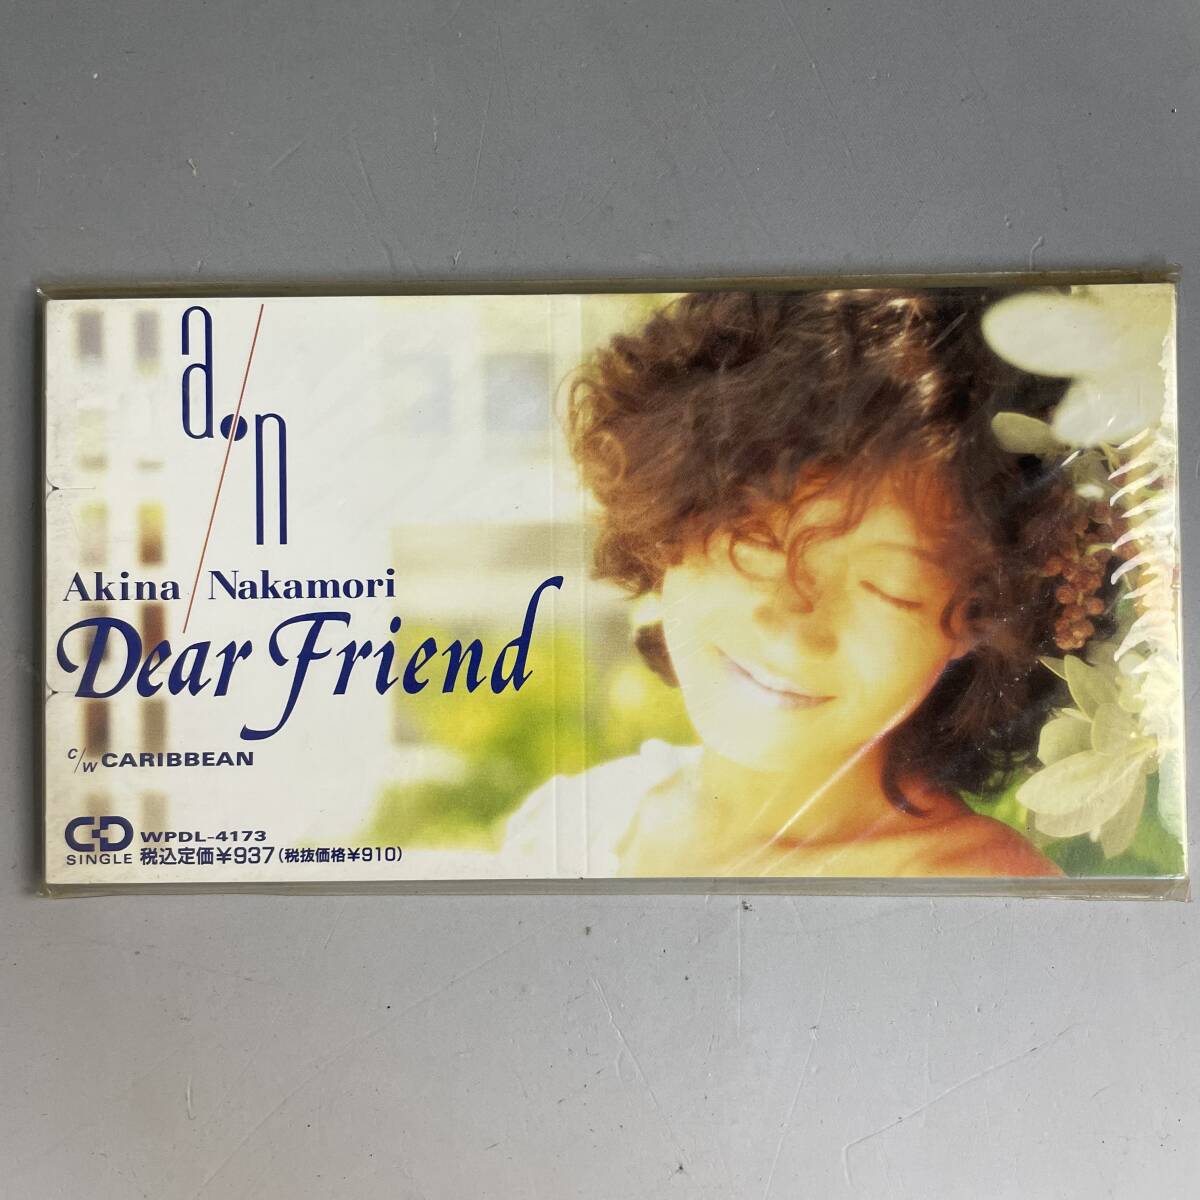 a•n
Akina Nakamori
Dear Friend
c/w CARIBBEAN
CD SINGLE WPDL-4173
税込定価¥937(税抜価格¥910)